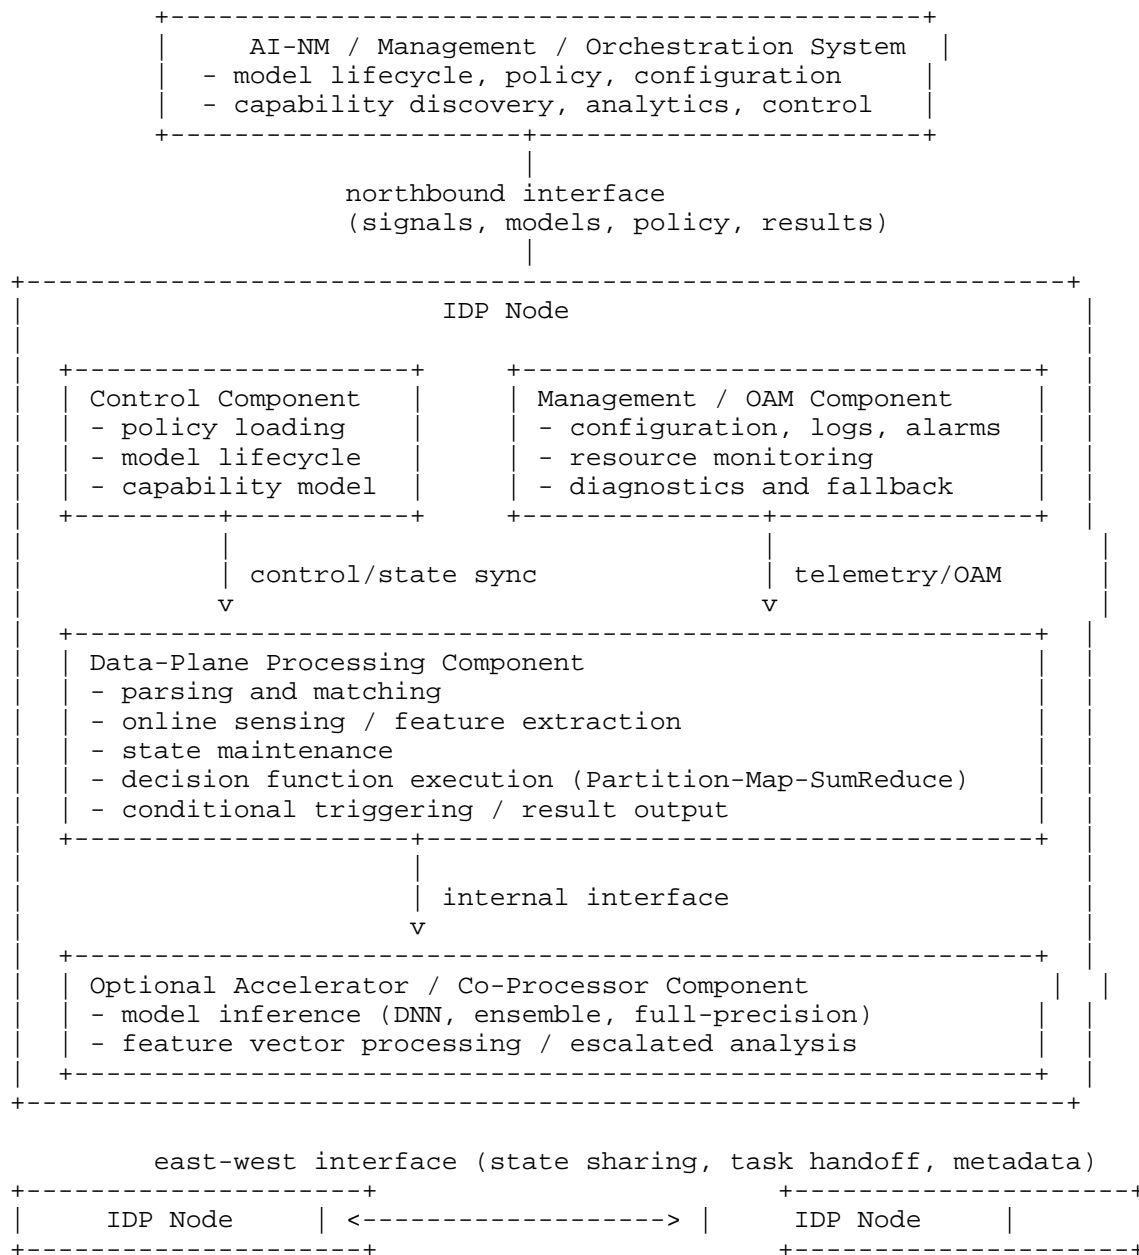 AI-NM / Management / Orchestration System
- model lifecycle, policy, configuration
- capability discovery, analytics, control
northbound interface
(signals, models, policy, results)
IDP Node
Control Component
- policy loading
- model lifecycle
- capability model
Management / OAM Component
- configuration, logs, alarms
- resource monitoring
- diagnostics and fallback
control/state sync
telemetry/OAM
Data-Plane Processing Component
- parsing and matching
- online sensing / feature extraction
- state maintenance
- decision function execution (Partition-Map-SumReduce)
- conditional triggering / result output
internal interface
Optional Accelerator / Co-Processor Component
- model inference (DNN, ensemble, full-precision)
- feature vector processing / escalated analysis
east-west interface (state sharing, task handoff, metadata)
IDP Node
IDP Node